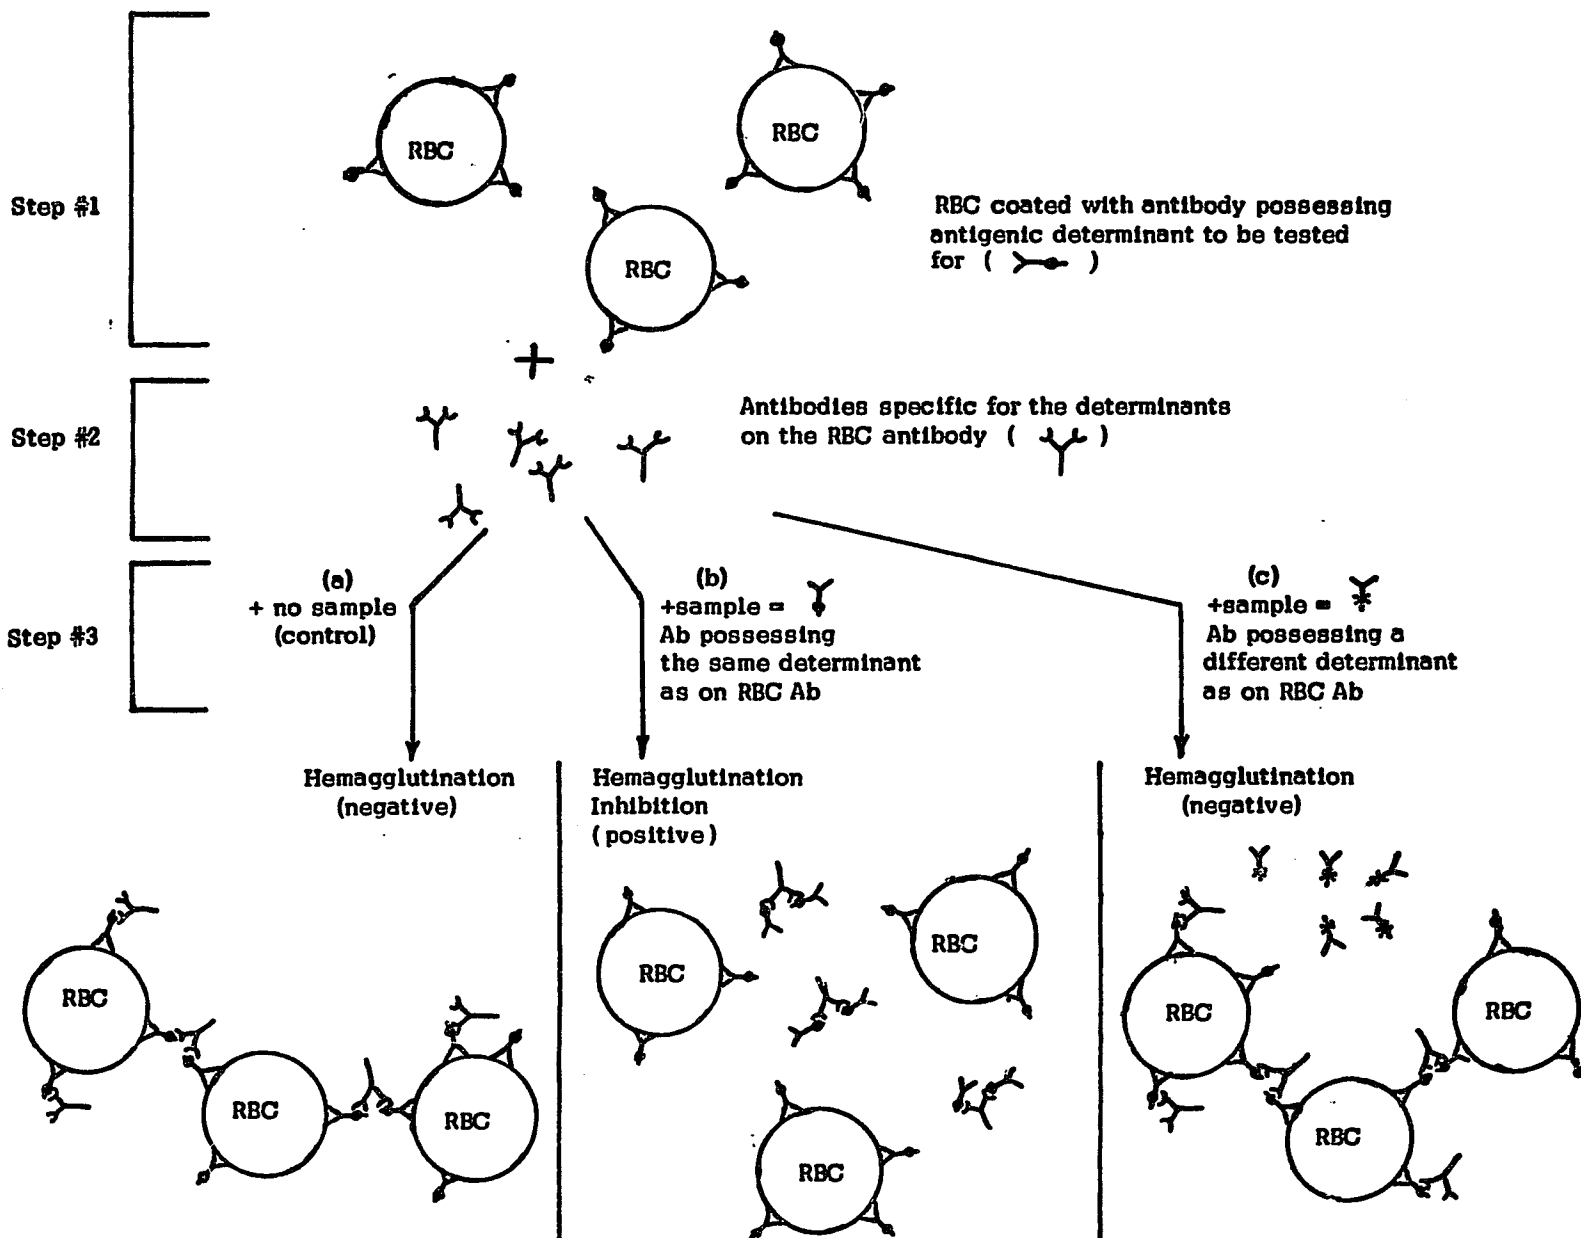 Step #1
RBC
RBC
RBC
RBC coated with antibody possessing
antigenic determinant to be tested
for ( )
+
Step #2
Antibodies specific for the determinants
on the RBC antibody ( )
Step #3
(a)
+ no sample
(control)
(b)
+sample =
Ab possessing
the same determinant
as on RBC Ab
(c)
+sample =
Ab possessing a
different determinant
as on RBC Ab
Hemagglutination
(negative)
Hemagglutination
Inhibition
(positive)
Hemagglutination
(negative)
RBC
RBC
RBC
RBC
RBC
RBC
RBC
RBC
RBC